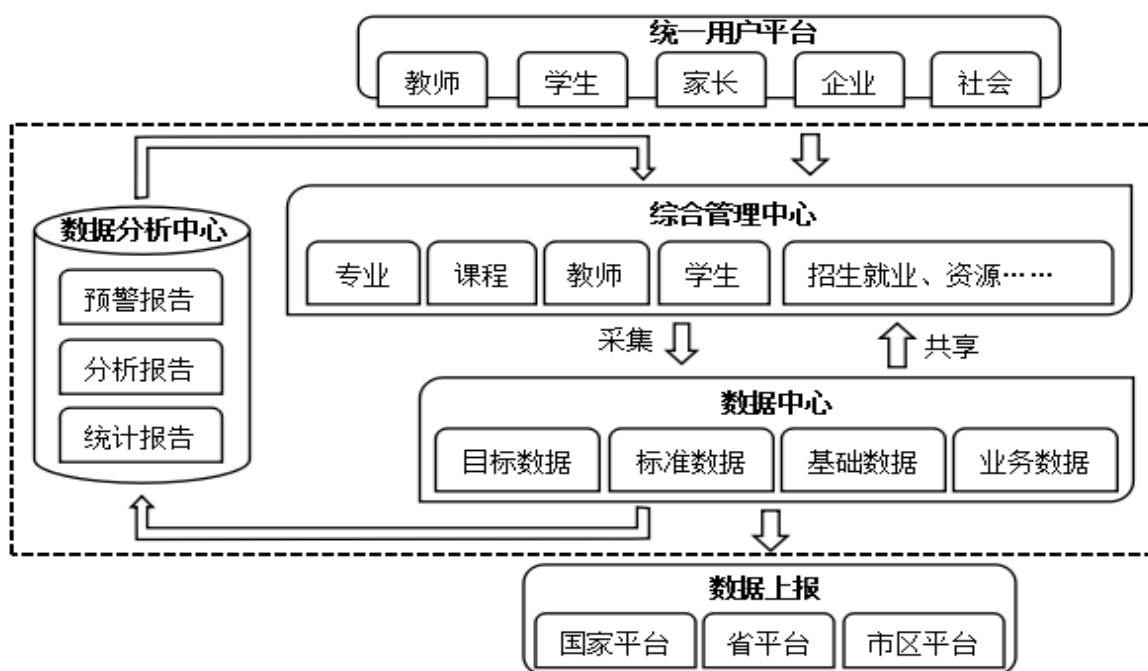 统一用户平台
教师 学生 家长 企业 社会
综合管理中心
专业 课程 教师 学生 招生就业、资源……
采集 共享
数据分析中心
预警报告
分析报告
统计报告
数据中心
目标数据 标准数据 基础数据 业务数据
数据上报
国家平台 省平台 市区平台